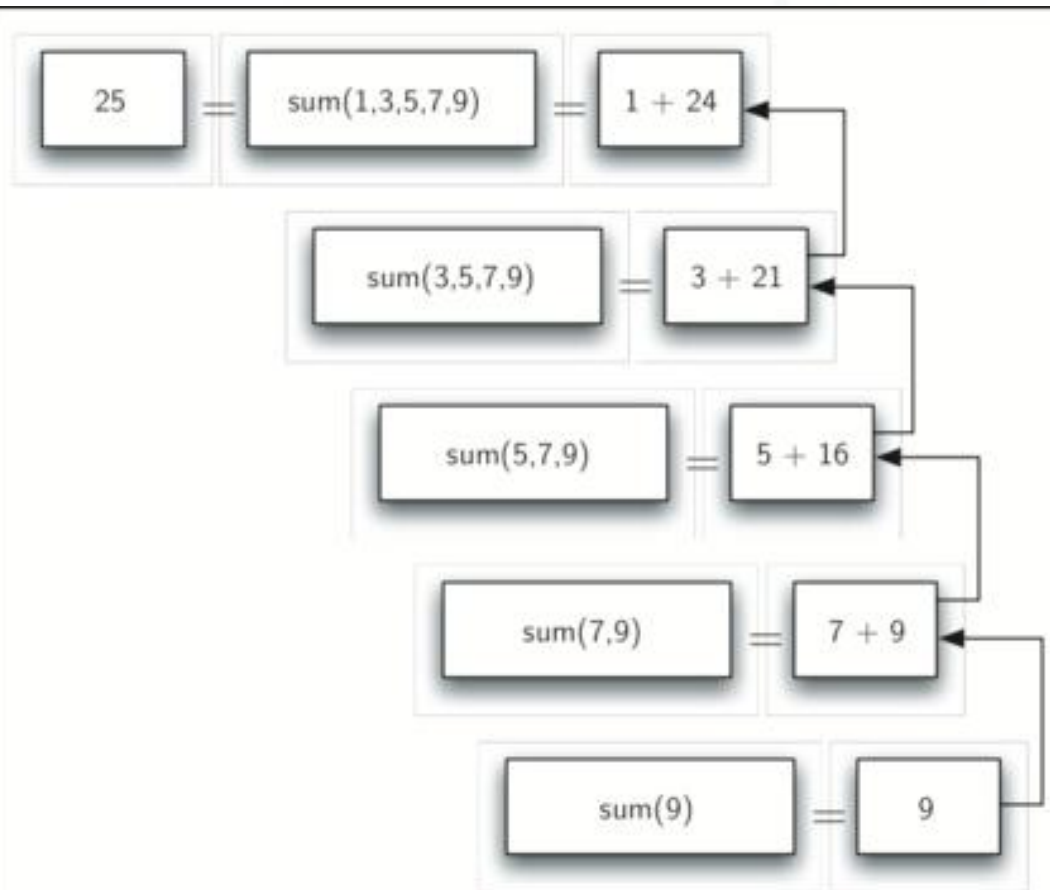 25 = sum(1,3,5,7,9) = 1 + 24
sum(3,5,7,9) = 3 + 21
sum(5,7,9) = 5 + 16
sum(7,9) = 7 + 9
sum(9) = 9